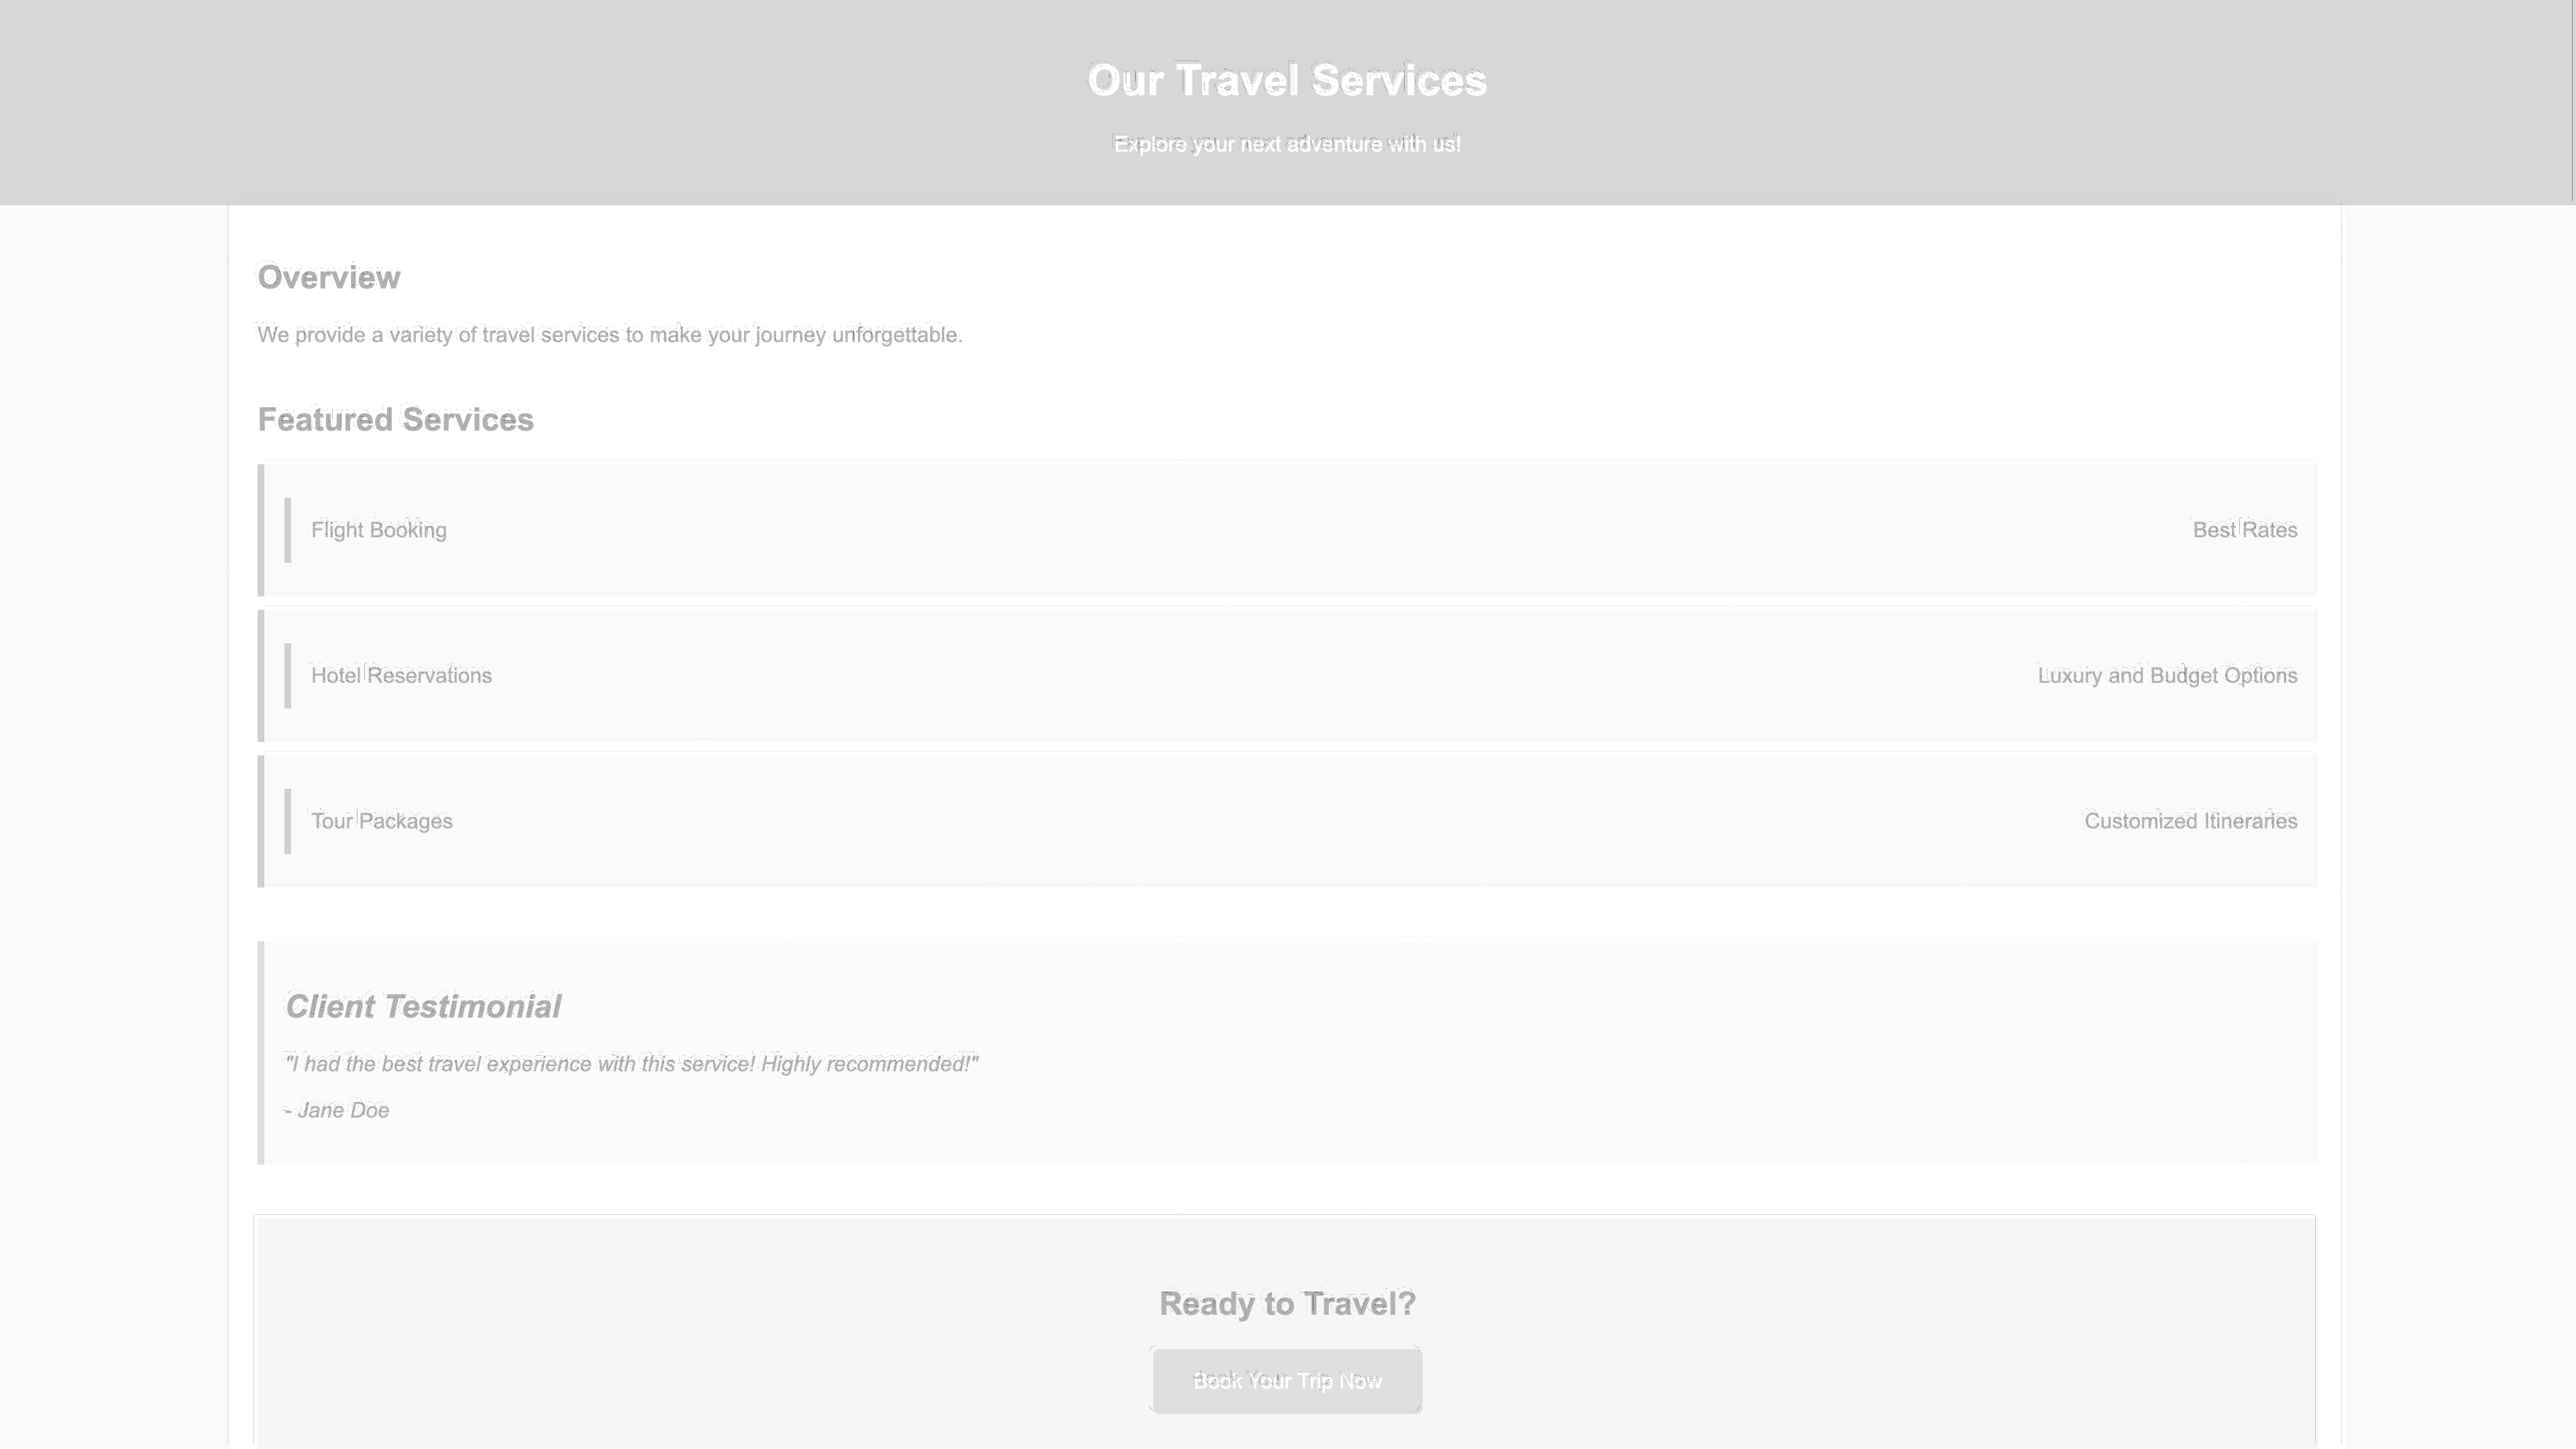 Our Travel Services
Explore your next adventure with us!
Overview
We provide a variety of travel services to make your journey unforgettable.
Featured Services
Flight Booking
Best Rates
Hotel Reservations
Luxury and Budget Options
Tour Packages
Customized Itineraries
Client Testimonial
"I had the best travel experience with this service! Highly recommended!"
- Jane Doe
Ready to Travel?
Book Your Trip Now